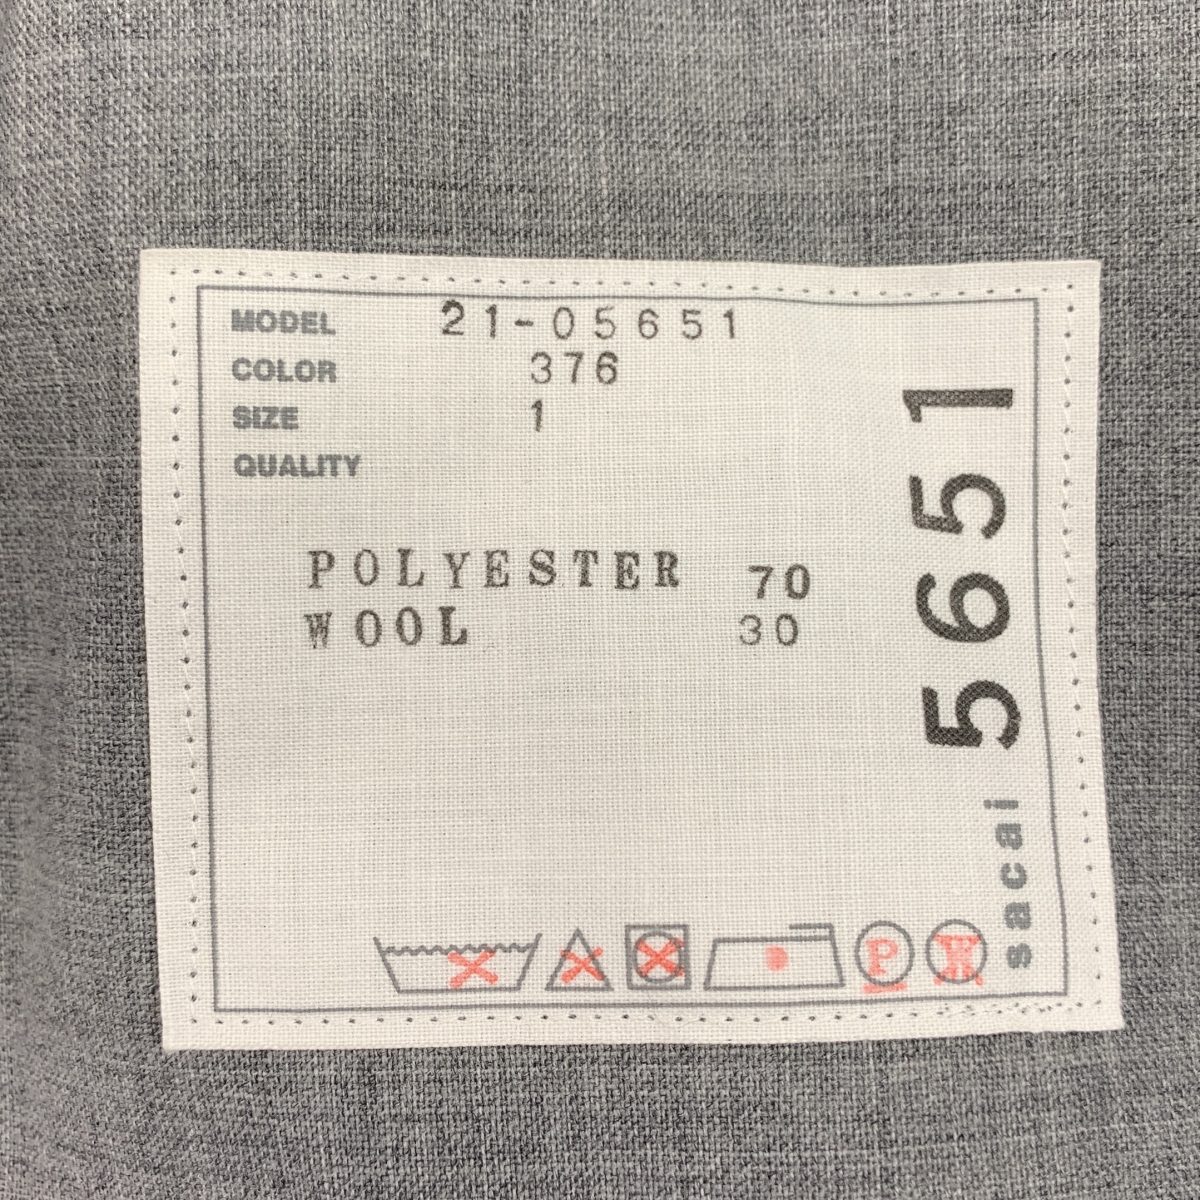 MODEL 21-05651
COLOR 376
SIZE 1
QUALITY
POLYESTER 70
WOOL 30
sacai 5651
P W